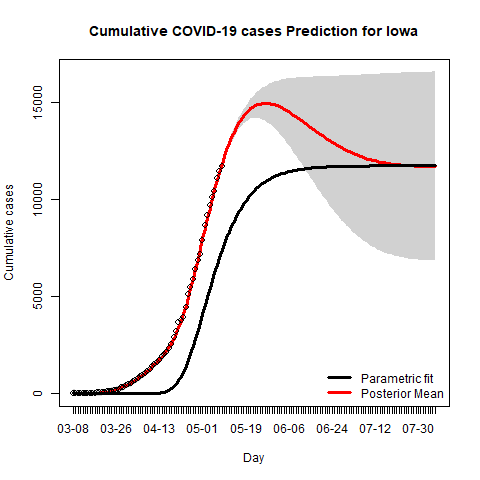 Cumulative COVID-19 cases Prediction for Iowa
Cumulative cases
15000
10000
5000
0
Parametric fit
Posterior Mean
03-08 03-26 04-13 05-01 05-19 06-06 06-24 07-12 07-30
Day